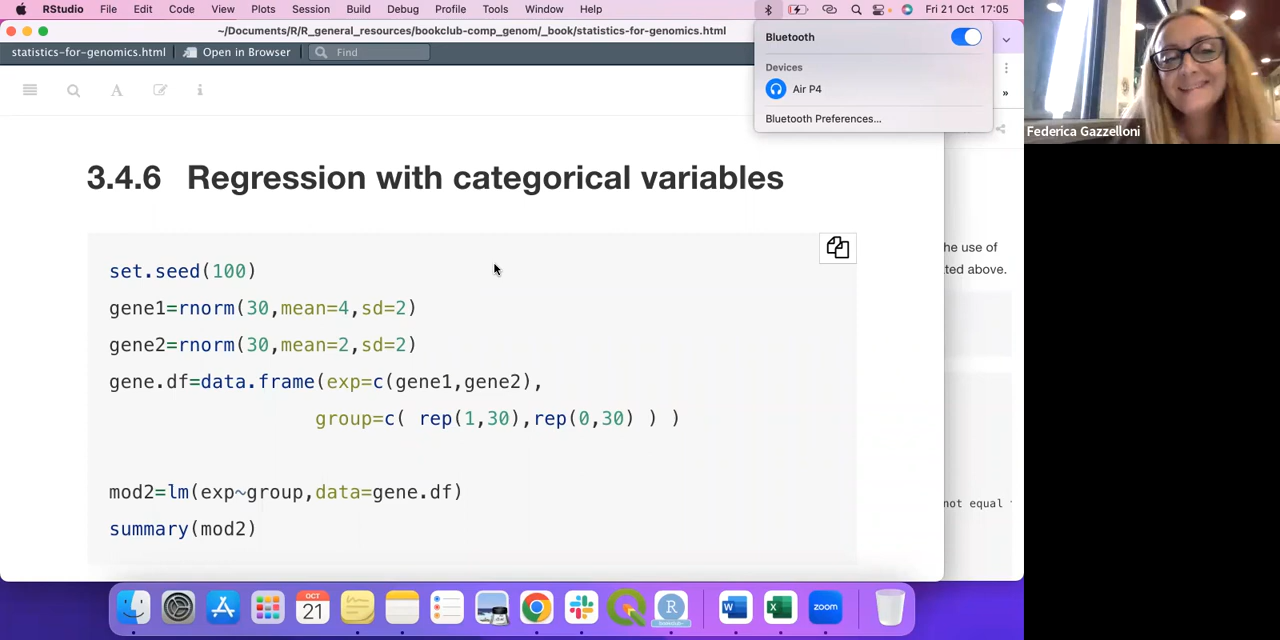 RStudio File Edit Code View Plots Session Build Debug Profile Tools Window Help Fri 21 Oct 17:05
~/Documents/R/R_general_resources/bookclub-comp_genom/_book/statistics-for-genomics.html
statistics-for-genomics.html Open in Browser Find
Bluetooth
Devices
Air P4
Bluetooth Preferences...
Federica Gazzelloni
3.4.6 Regression with categorical variables
he use of
ted above.
set.seed(100)
gene1=rnorm(30,mean=4,sd=2)
gene2=rnorm(30,mean=2,sd=2)
gene.df=data.frame(exp=c(gene1,gene2),
group=c( rep(1,30),rep(0,30) ) )
mod2=lm(exp~group,data=gene.df)
not equal
summary(mod2)
OCT
21
W
X
zoom
R